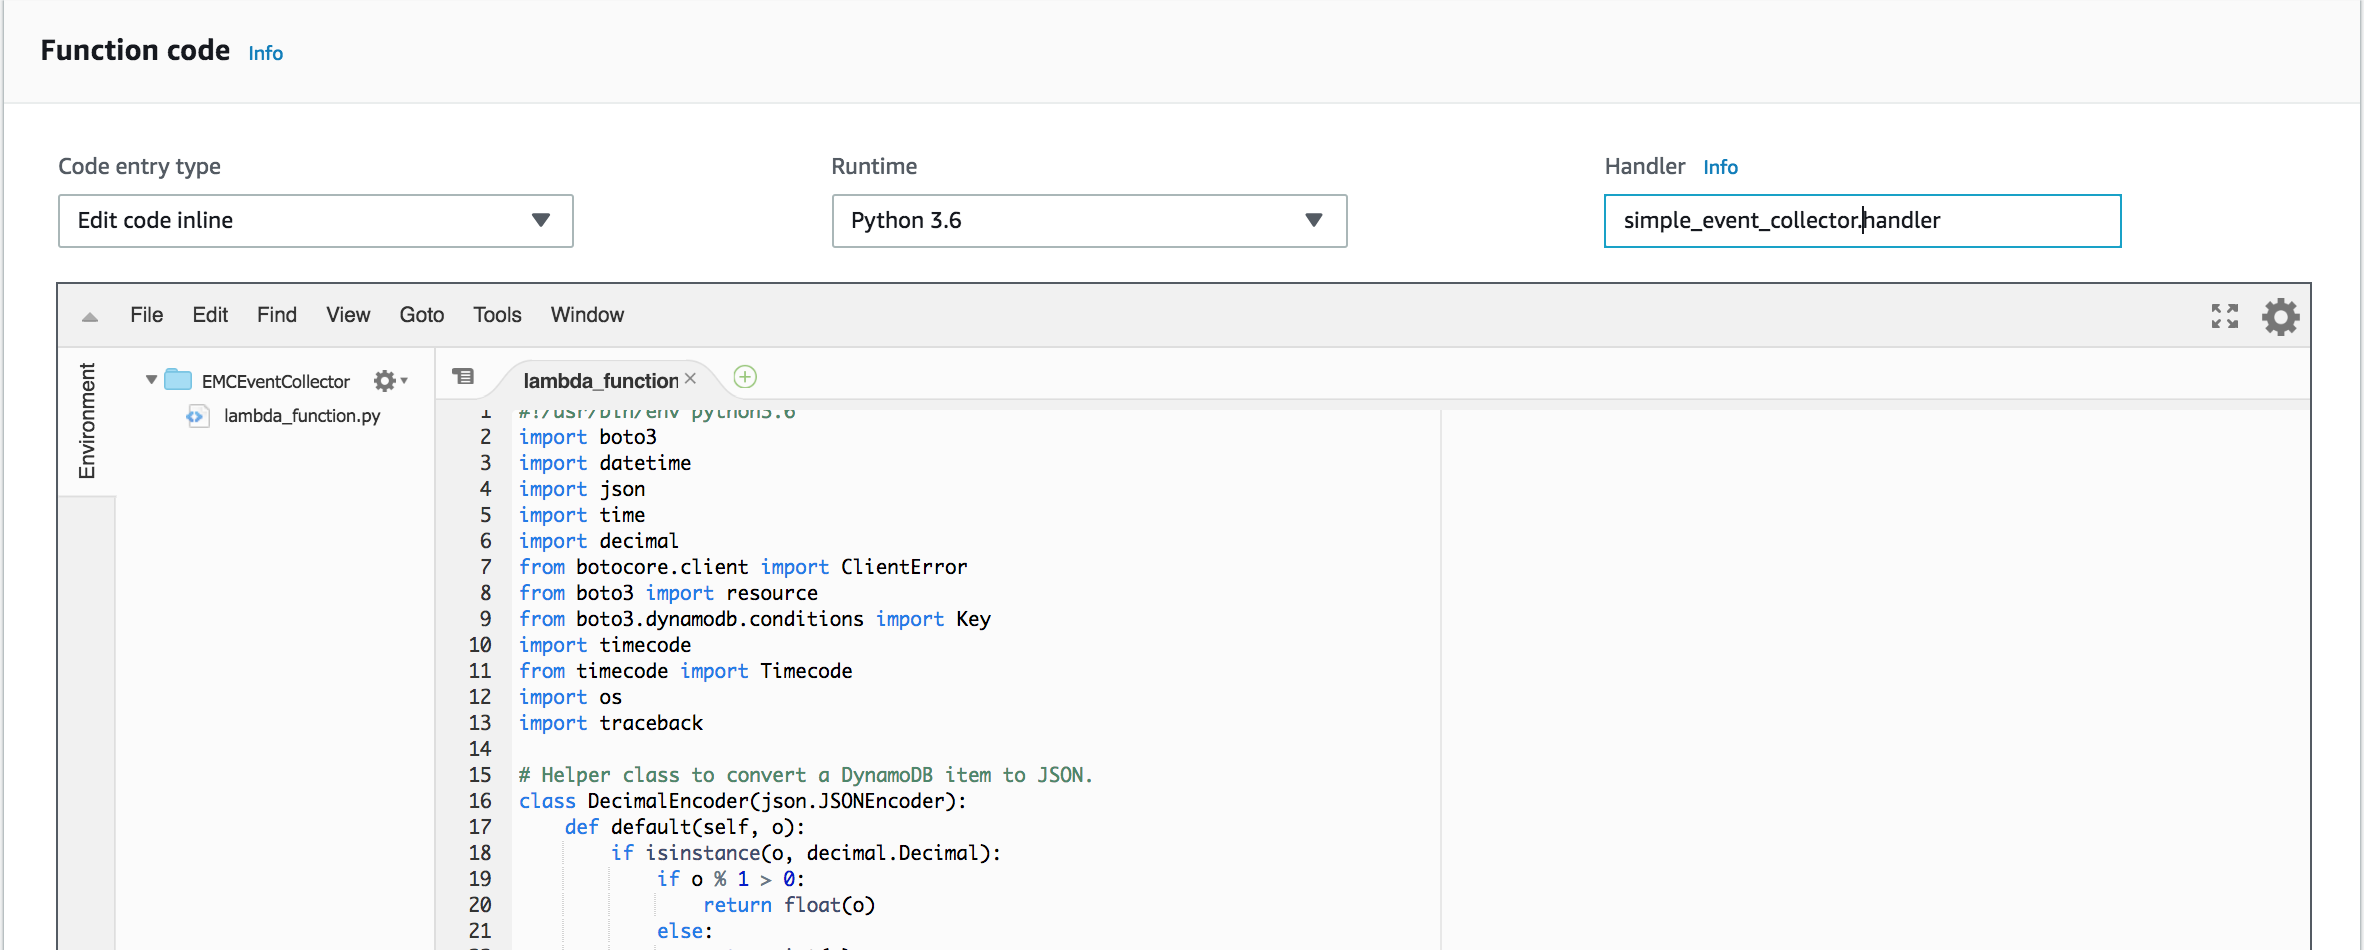 Function code Info
Code entry type
Edit code inline
Runtime
Python 3.6
Handler Info
simple_event_collector.handler
File Edit Find View Goto Tools Window
Environment
EMCEventCollector
lambda_function.py
lambda_function
1 #!/usr/bin/env python3.6
2 import boto3
3 import datetime
4 import json
5 import time
6 import decimal
7 from botocore.client import ClientError
8 from boto3 import resource
9 from boto3.dynamodb.conditions import Key
10 import timecode
11 from timecode import Timecode
12 import os
13 import traceback
14
15 # Helper class to convert a DynamoDB item to JSON.
16 class DecimalEncoder(json.JSONEncoder):
17 def default(self, o):
18 if isinstance(o, decimal.Decimal):
19 if o % 1 > 0:
20 return float(o)
21 else: